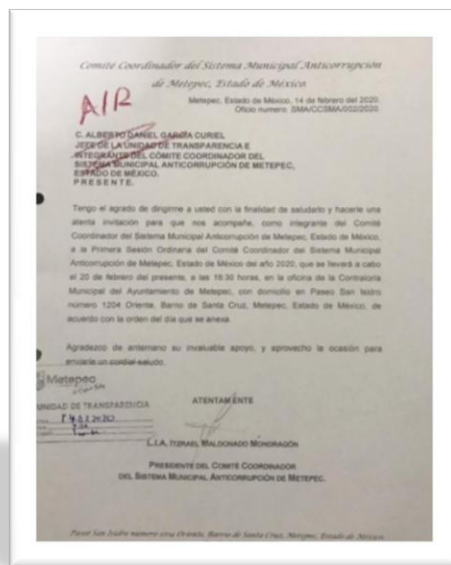 Comité Coordinador del Sistema Municipal Anticorrupción
de Metepec, Estado de México
A/R
Metepec, Estado de México, 14 de febrero del 2020.
Oficio numero: SMA/CCSMA/002/2020.
C. ALBERTO DANIEL GARCÍA CURIEL
JEFE DE LA UNIDAD DE TRANSPARENCIA E
INTEGRANTE DEL COMITE COORDINADOR DEL
SISTEMA MUNICIPAL ANTICORRUPCIÓN DE METEPEC,
ESTADO DE MÉXICO.
P R E S E N T E.
Tengo el agrado de dirigirme a usted con la finalidad de saludarlo y hacerle una
atenta invitación para que nos acompañe, como integrante del Comité
Coordinador del Sistema Municipal Anticorrupción de Metepec, Estado de México,
a la Primera Sesión Ordinaria del Comité Coordinador del Sistema Municipal
Anticorrupción de Metepec, Estado de México del año 2020, que se llevará a cabo
el 20 de febrero del presente, a las 16:30 horas, en la oficina de la Contraloría
Municipal del Ayuntamiento de Metepec, con domicilio en Paseo San Isidro
número 1204 Oriente, Barrio de Santa Cruz, Metepec, Estado de México, de
acuerdo con la orden del día que se anexa.
Agradezco de antemano su invaluable apoyo, y aprovecho la ocasión para
enviarle un cordial saludo.
Metepec
UNIDAD DE TRANSPARENCIA
ATENTAMENTE
L.I.A. ITZRAEL MALDONADO MONDRAGÓN
PRESIDENTE DEL COMITÉ COORDINADOR
DEL SISTEMA MUNICIPAL ANTICORRUPCIÓN DE METEPEC.
Paseo San Isidro número 1204 Oriente, Barrio de Santa Cruz, Metepec, Estado de México